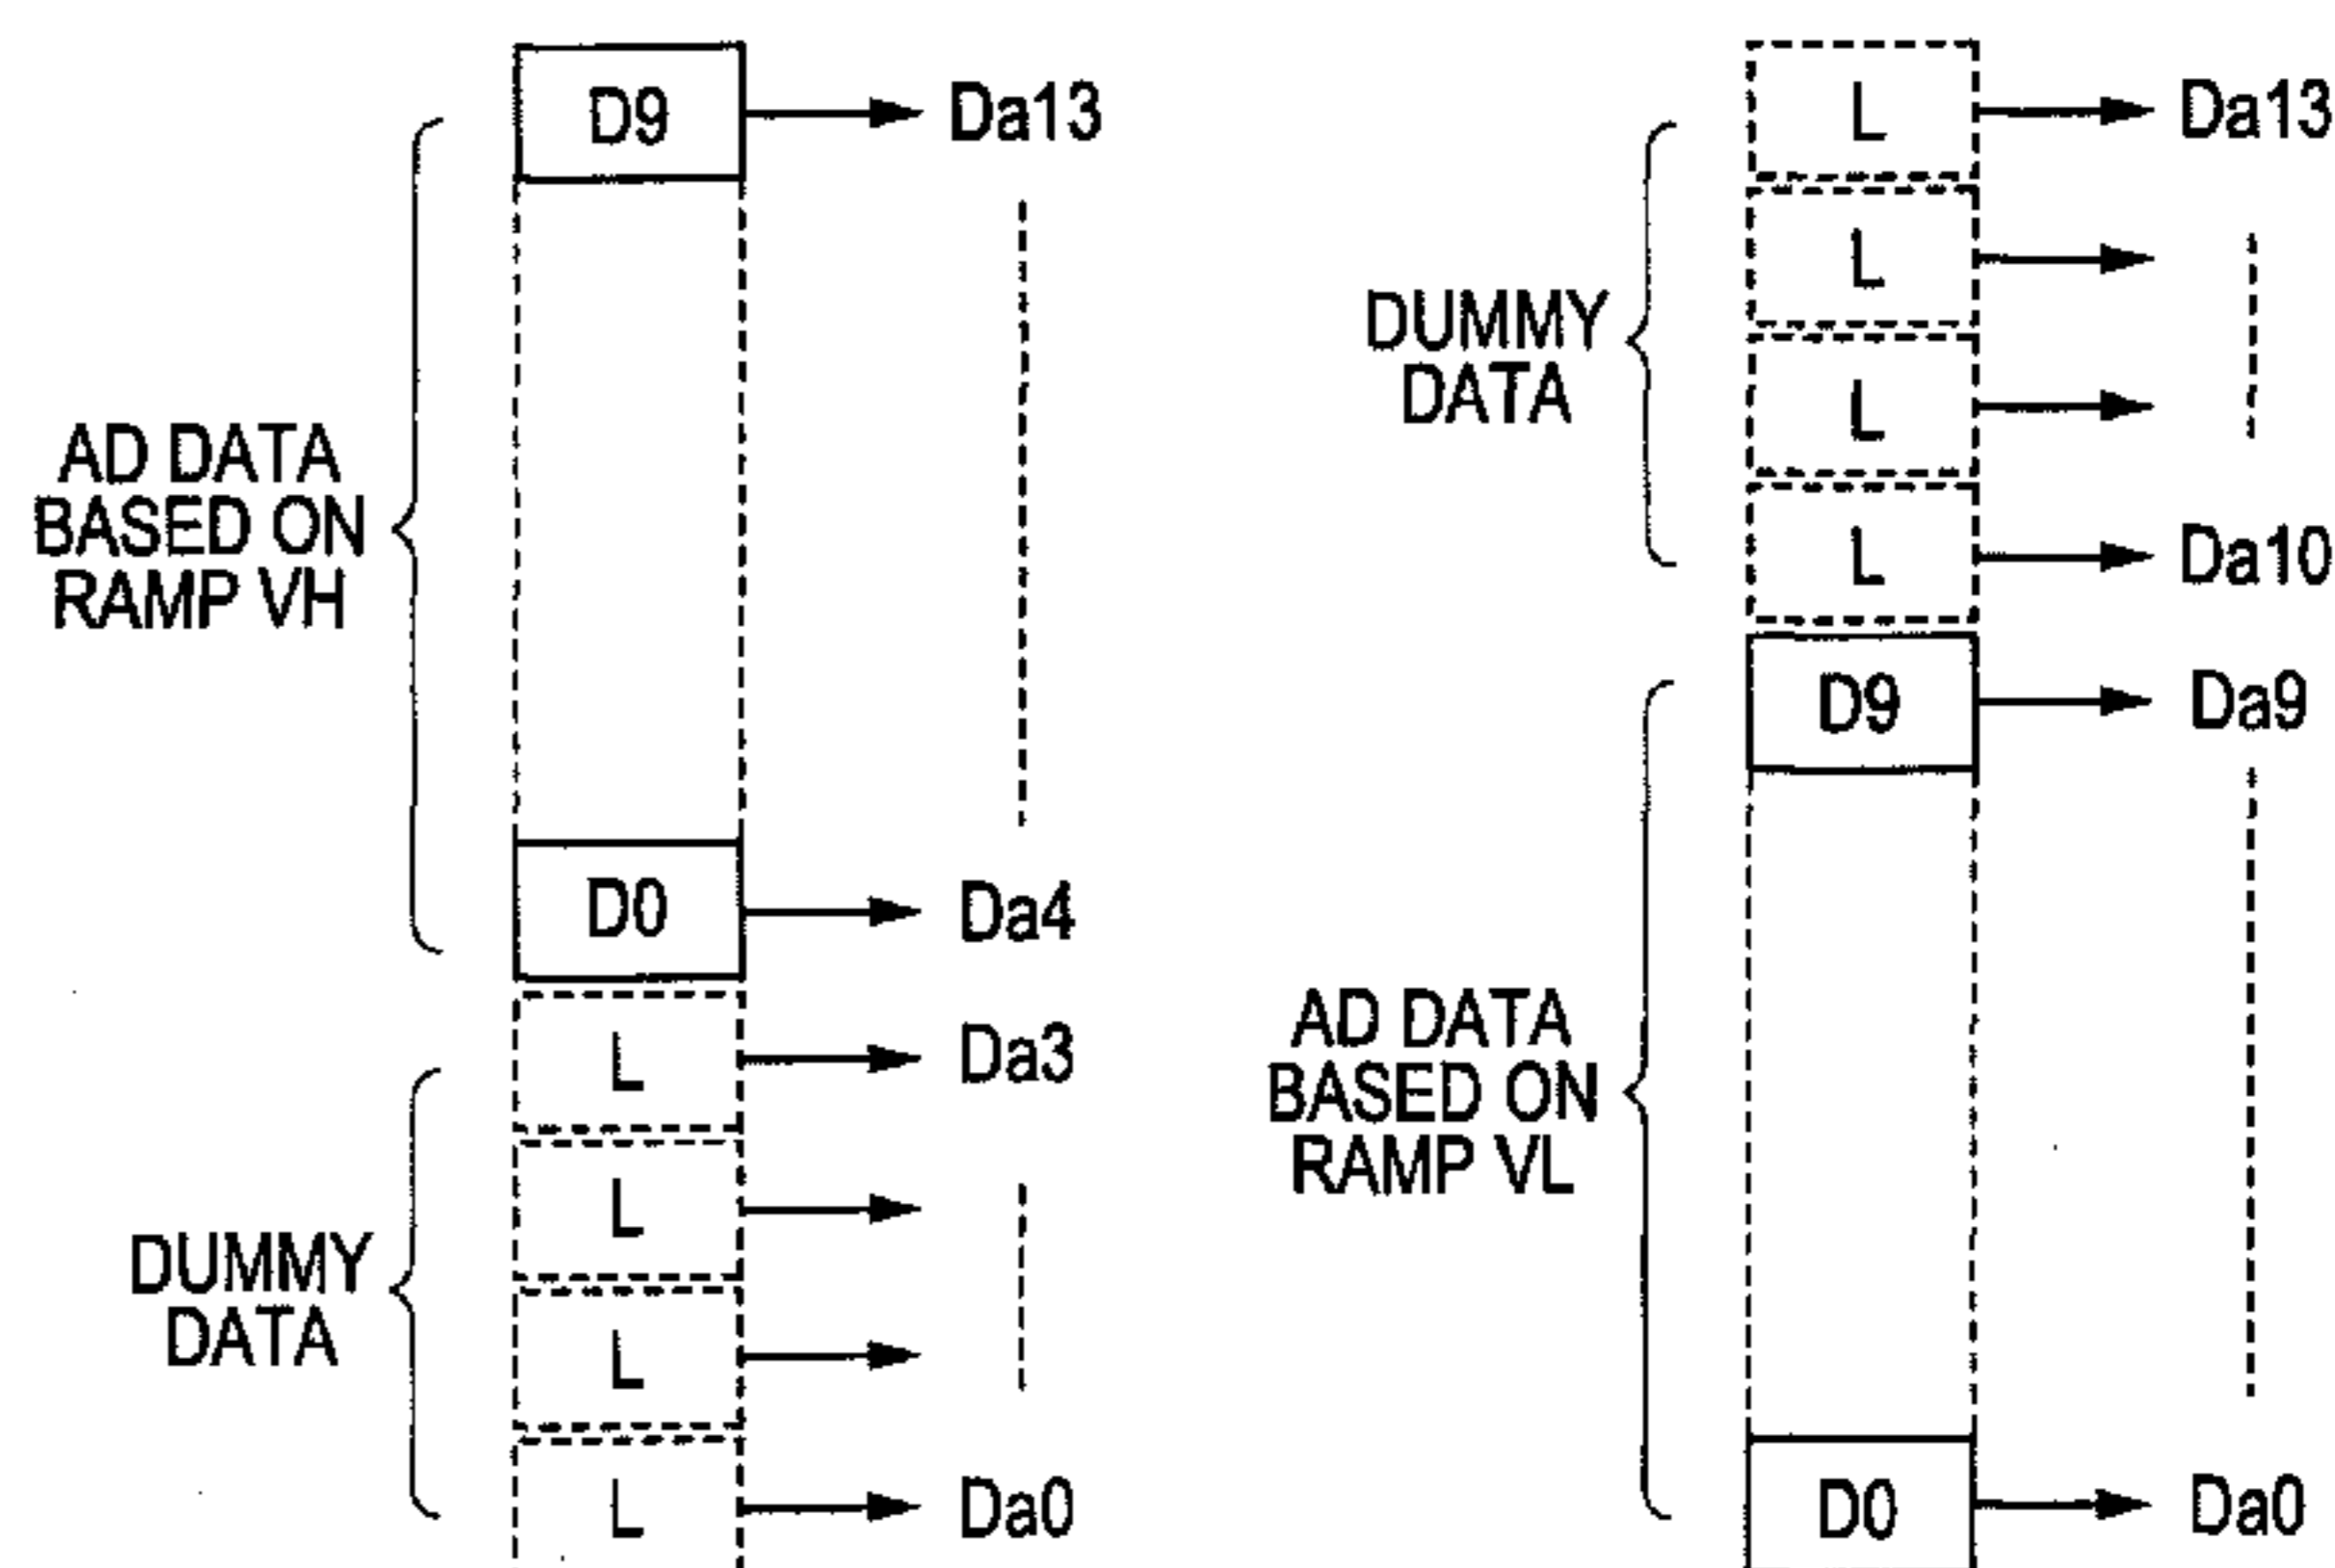 D9 Da13
AD DATA
BASED ON
RAMP VH
D0 Da4
L Da3
L
DUMMY
DATA
L
L Da0
L Da13
L
DUMMY
DATA
L
L Da10
D9 Da9
AD DATA
BASED ON
RAMP VL
D0 Da0